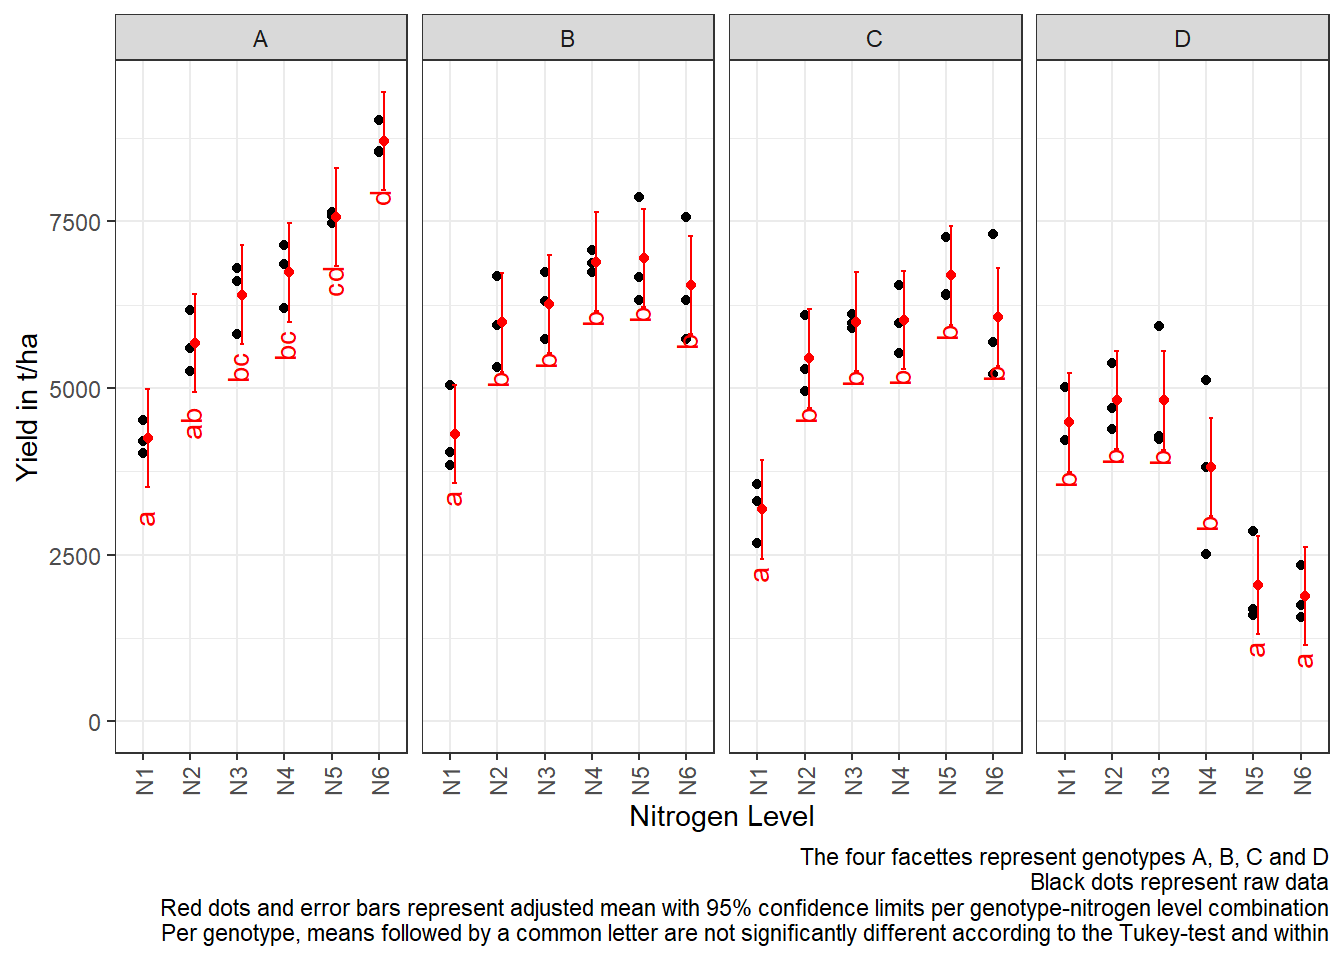 A B C D
7500
5000
2500
0
Yield in t/ha
a ab bc bc cd d
a b b b b b
a b b b b b
b b b b a a
N1 N2 N3 N4 N5 N6 N1 N2 N3 N4 N5 N6 N1 N2 N3 N4 N5 N6 N1 N2 N3 N4 N5 N6
Nitrogen Level
The four facettes represent genotypes A, B, C and D
Black dots represent raw data
Red dots and error bars represent adjusted mean with 95% confidence limits per genotype-nitrogen level combination
Per genotype, means followed by a common letter are not significantly different according to the Tukey-test and within